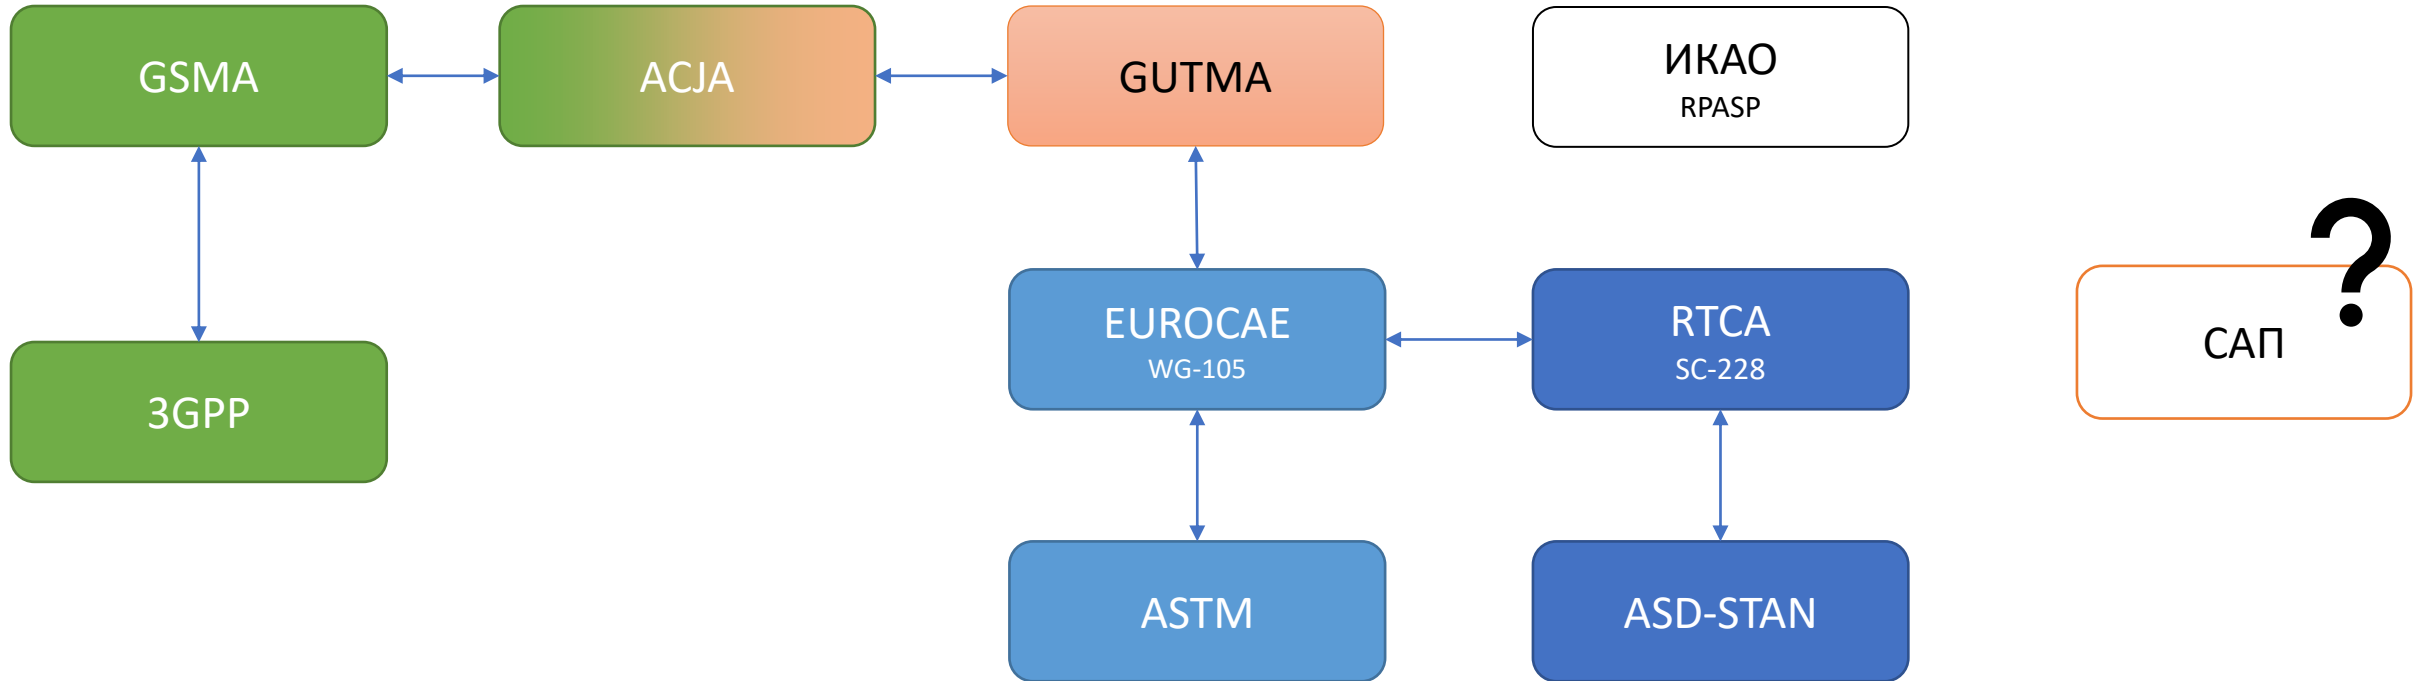 GSMA
ACJA
GUTMA
ИКАО
RPASP
3GPP
EUROCAE
WG-105
RTCA
SC-228
САП
?
ASTM
ASD-STAN